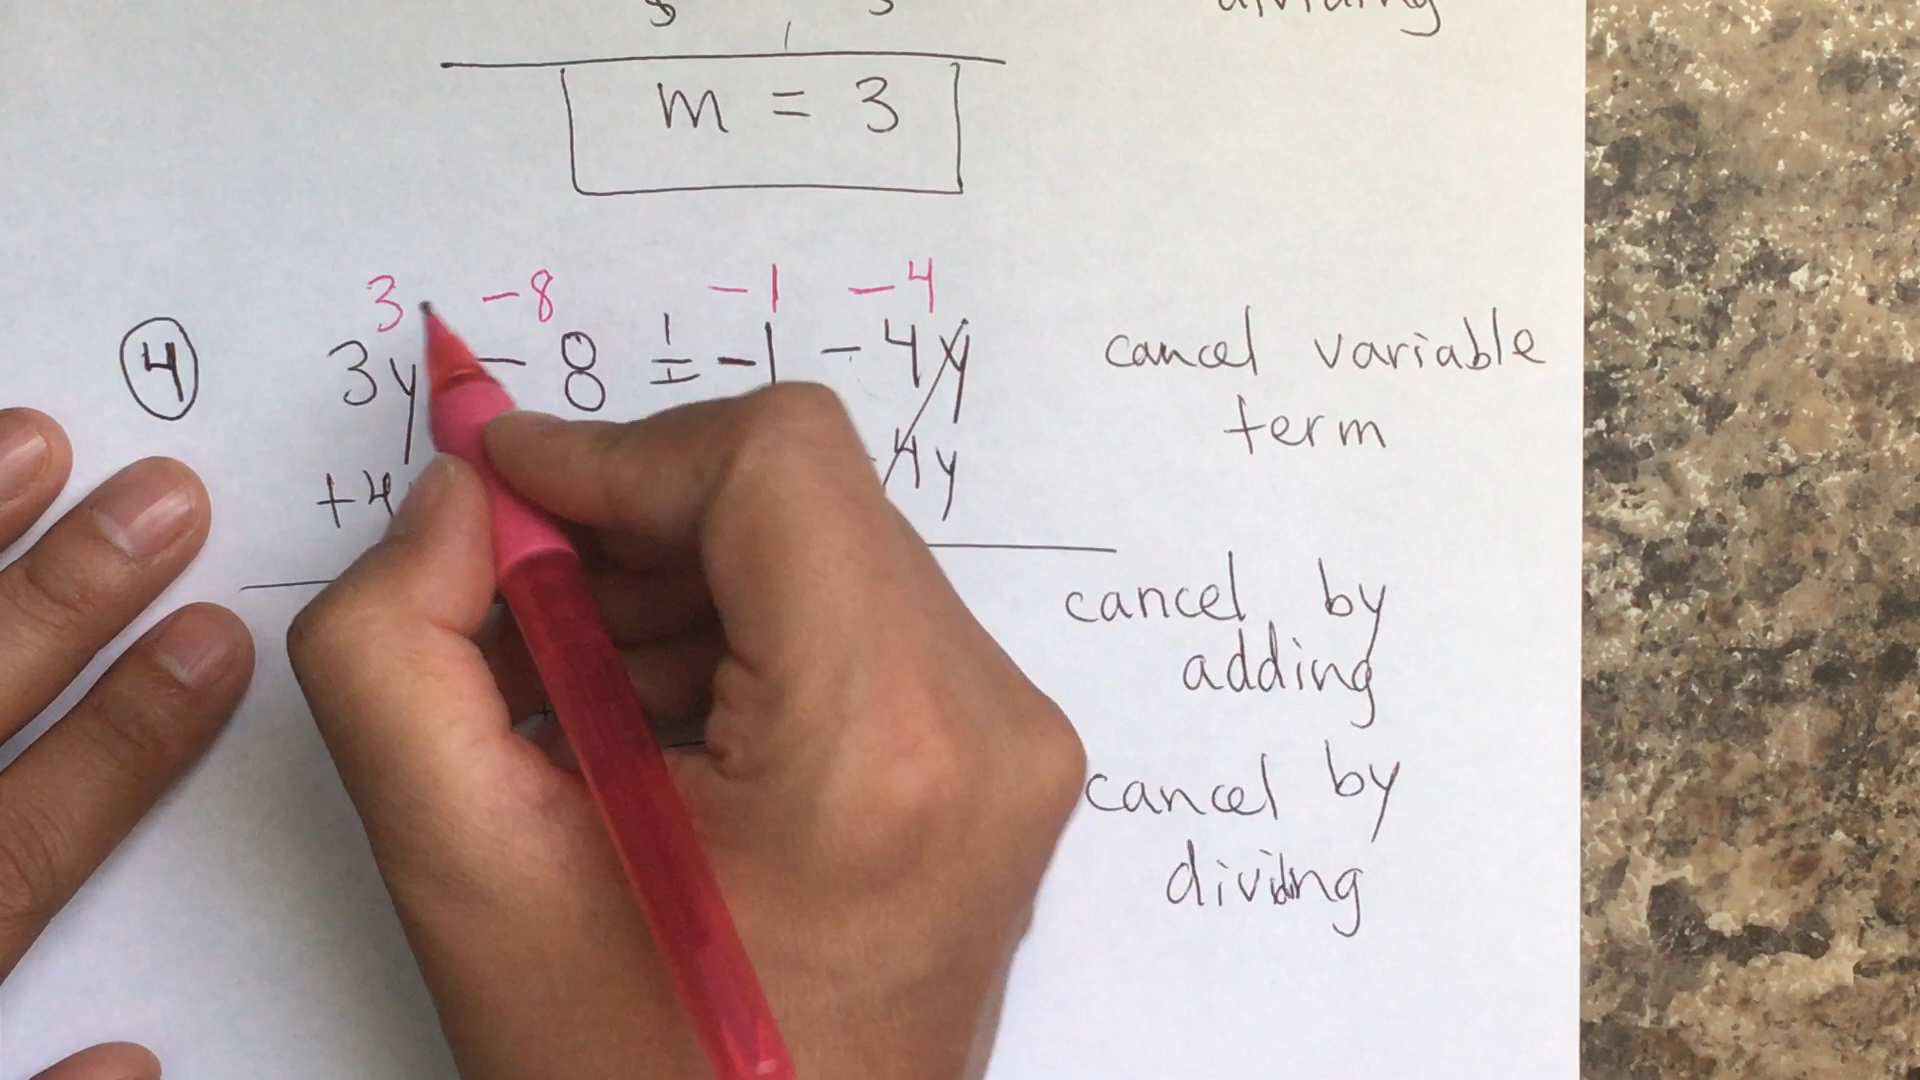 dividing
m = 3
3 -8 -1 -4
4 3y - 8 = -1 - 4y cancel variable
term
+4 4y
cancel by
adding
cancel by
dividing